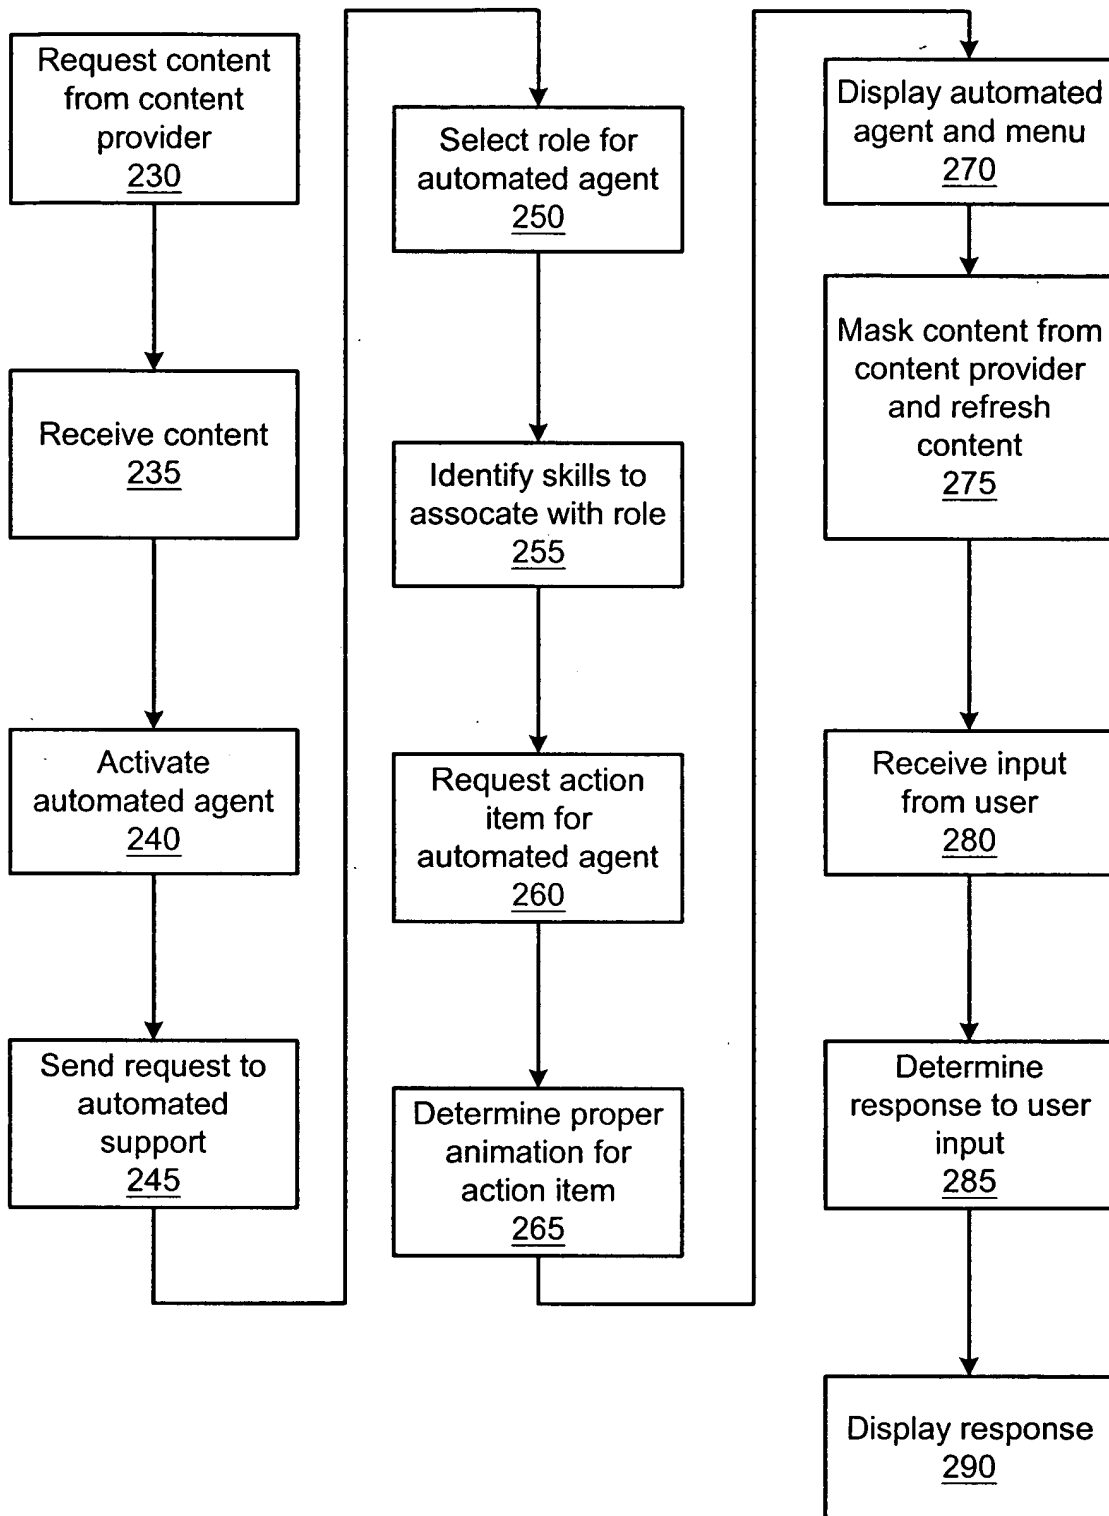 Request content
from content
provider
230
Receive content
235
Activate
automated agent
240
Send request to
automated
support
245
Select role for
automated agent
250
Identify skills to
assocate with role
255
Request action
item for
automated agent
260
Determine proper
animation for
action item
265
Display automated
agent and menu
270
Mask content from
content provider
and refresh
content
275
Receive input
from user
280
Determine
response to user
input
285
Display response
290